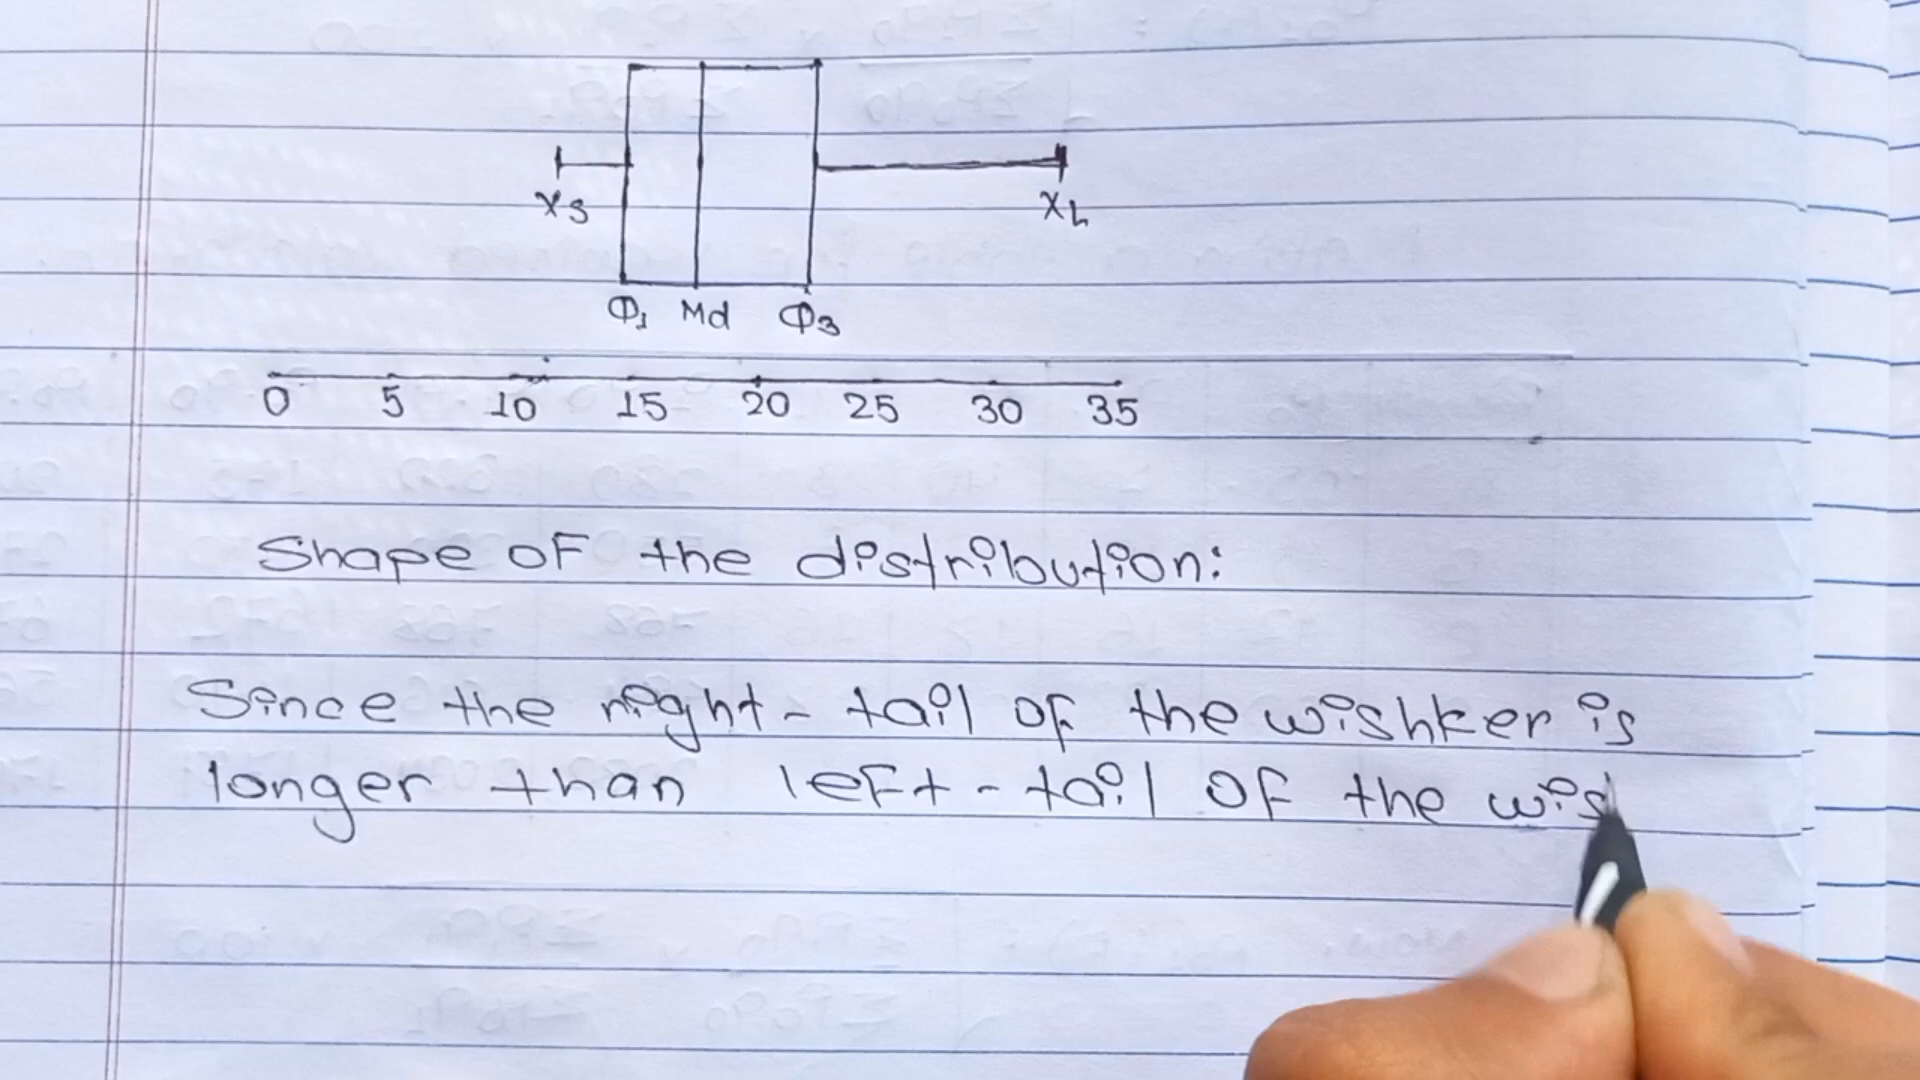 Xs XL
Q1 Md Q3
0 5 10 15 20 25 30 35
Shape of the distribution:
Since the right-tail of the wishker is
longer than left-tail of the wis